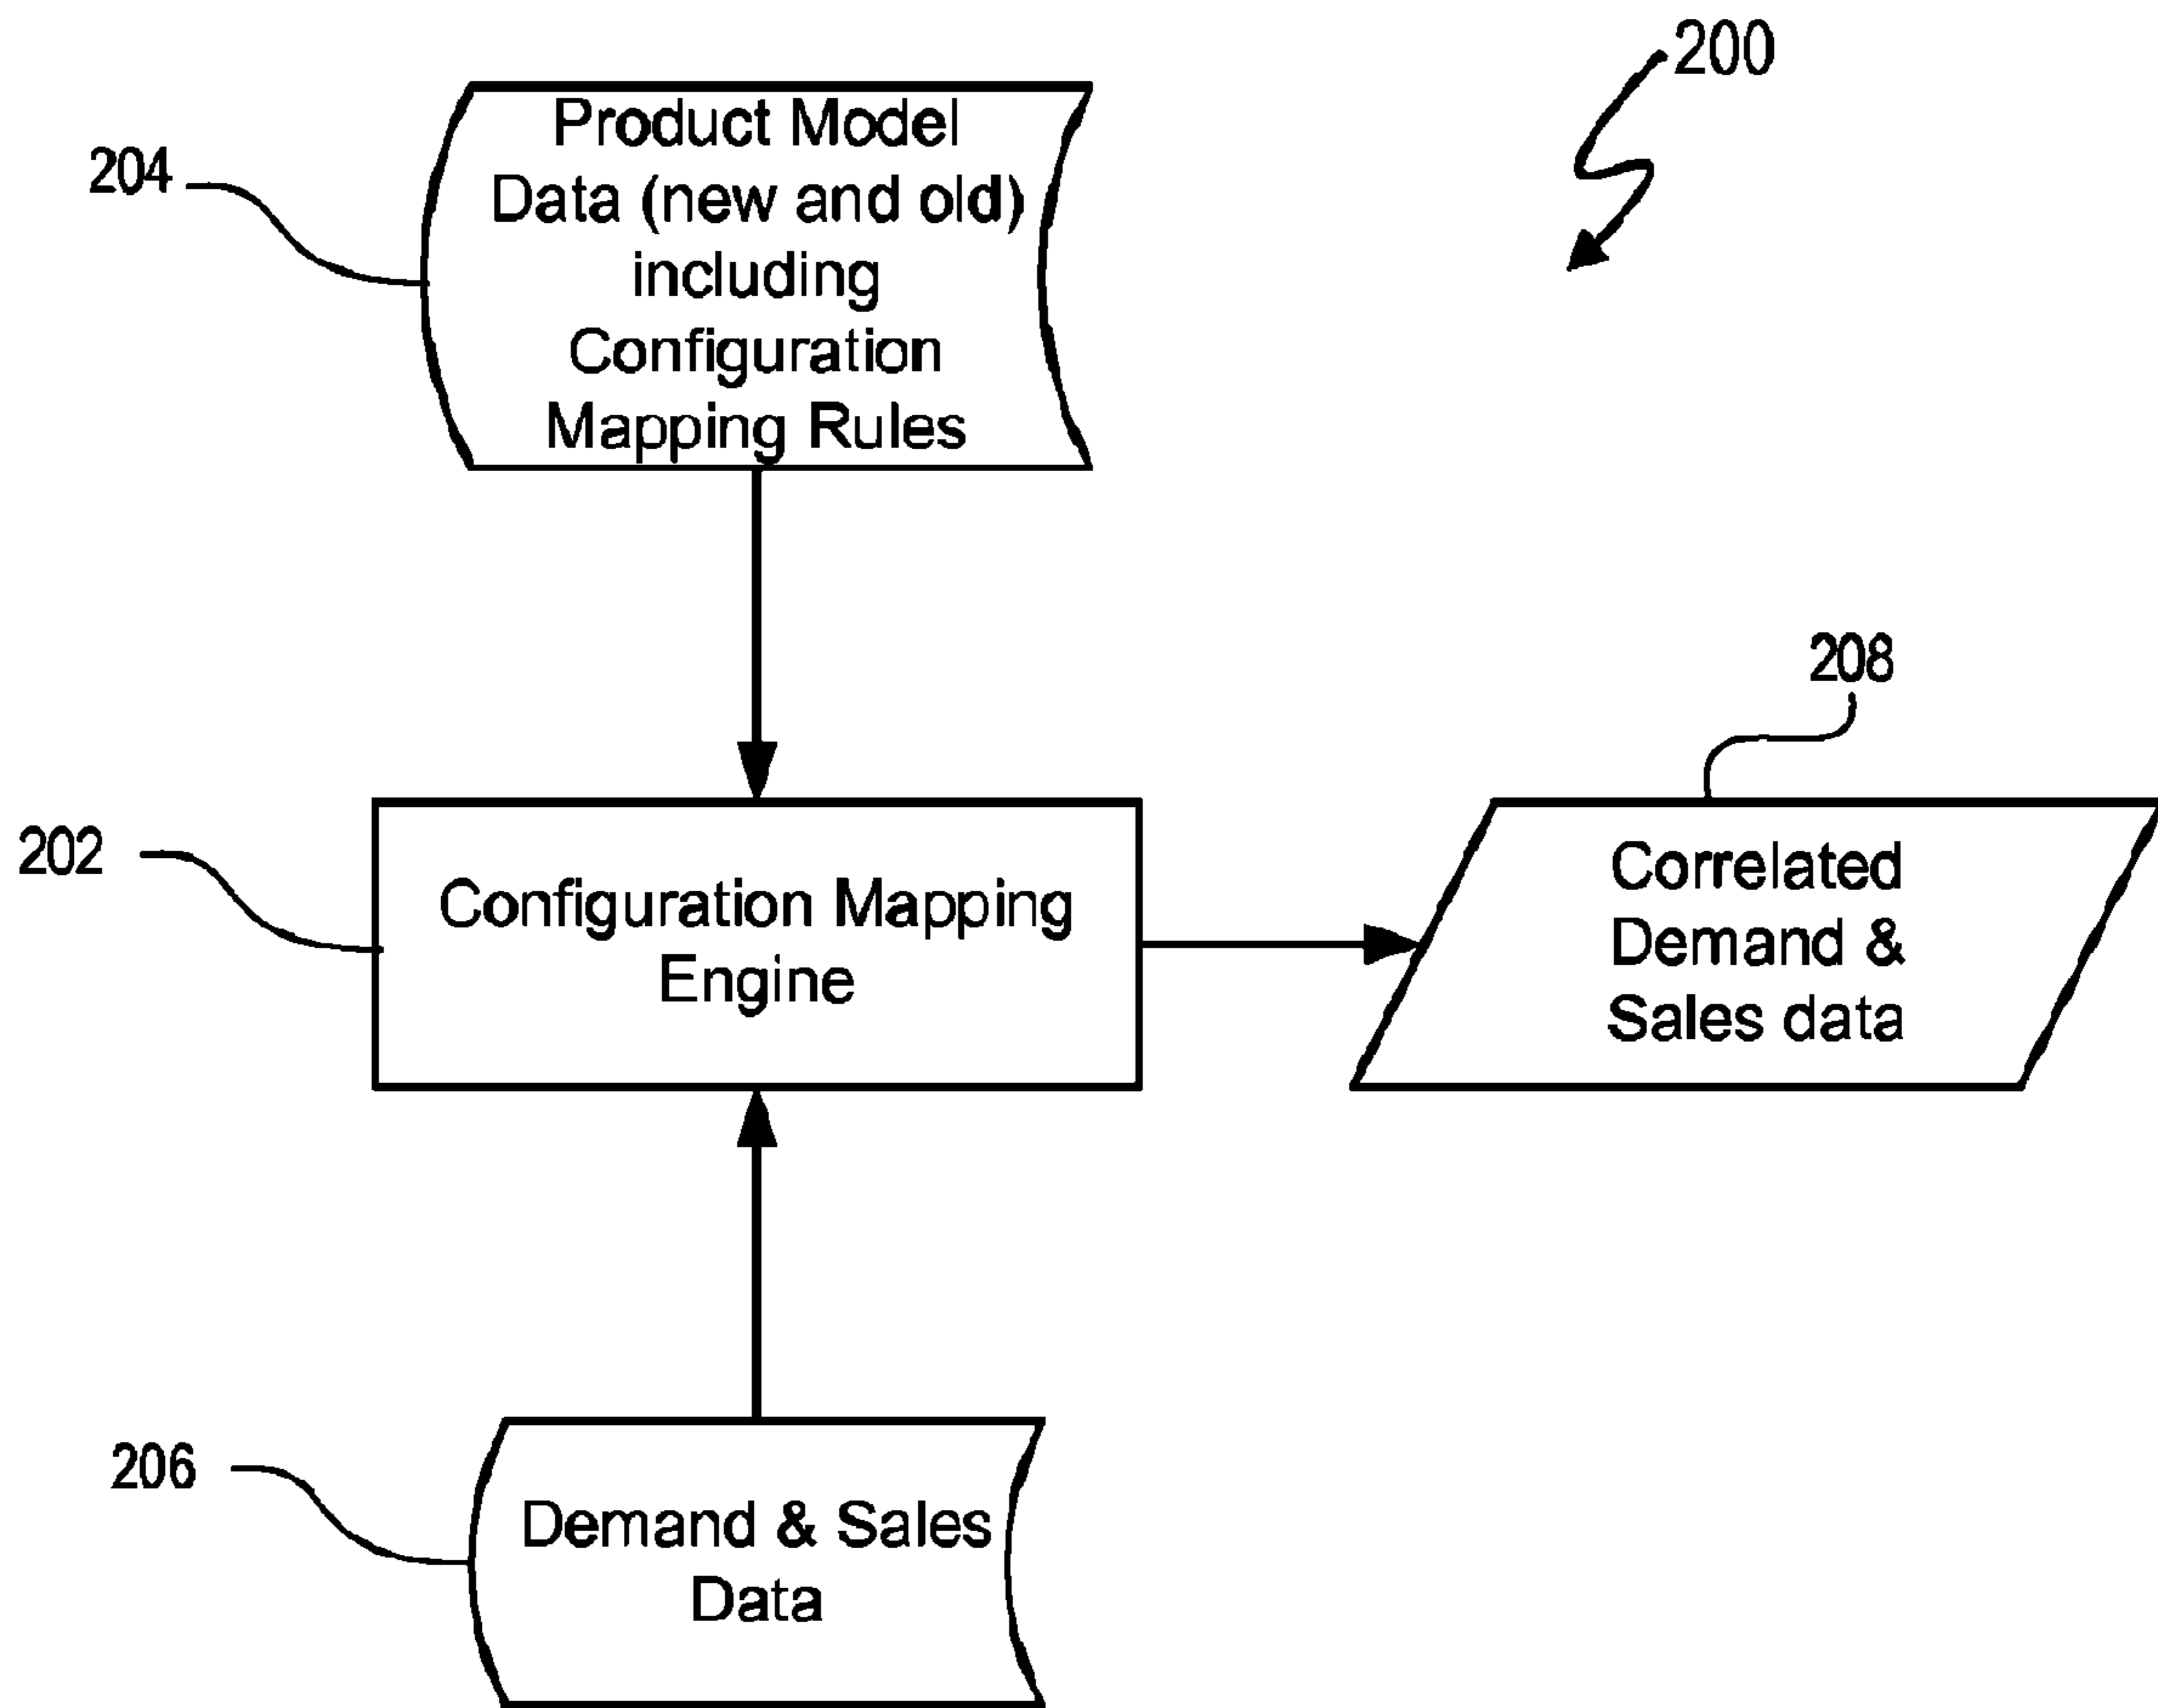 200
204
Product Model
Data (new and old)
including
Configuration
Mapping Rules
208
202
Configuration Mapping
Engine
Correlated
Demand &
Sales data
206
Demand & Sales
Data